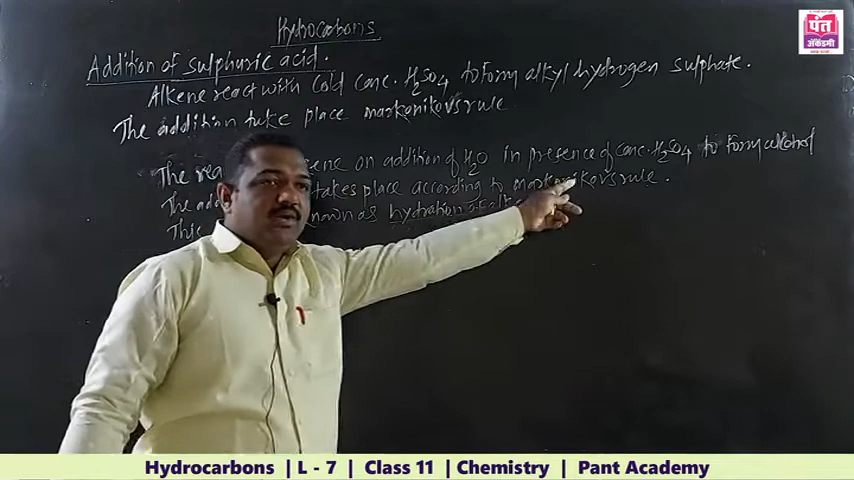 Hydrocarbons
पंत
अ‍ॅकॅडमी
Addition of sulphuric acid.
Alkene react with Cold conc. H2SO4 to form alkyl hydrogen sulphate.
The addition take place markonikovs rule
The rea ene on addition of H2O in presence of conc. H2SO4 to form alcohol
The add takes place according to markonikovs rule.
This nown as hydration of alke
Hydrocarbons | L - 7 | Class 11 | Chemistry | Pant Academy